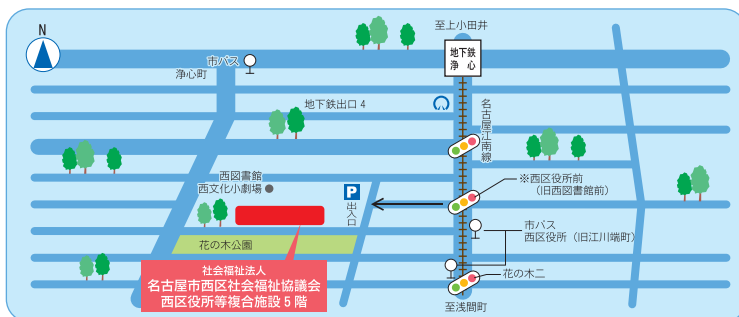 N
至上小田井
地下鉄
浄心
市バス
浄心町
地下鉄出口 4
名古屋江南線
西図書館
西文化小劇場
P
出入口
※西区役所前
(旧西図書館前)
市バス
西区役所(旧江川端町)
花の木公園
社会福祉法人
名古屋市西区社会福祉協議会
西区役所等複合施設 5 階
花の木二
至浅間町